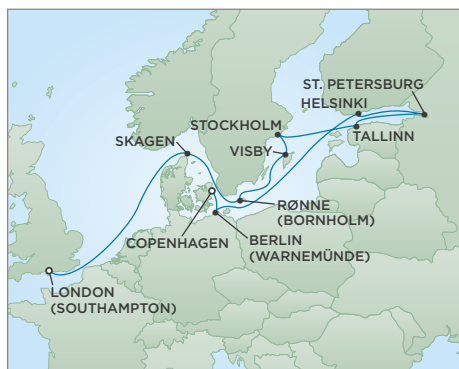 ST. PETERSBURG
HELSINKI
STOCKHOLM
TALLINN
SKAGEN
VISBY
RØNNE
(BORNHOLM)
COPENHAGEN
BERLIN
(WARNEMÜNDE)
LONDON
(SOUTHAMPTON)